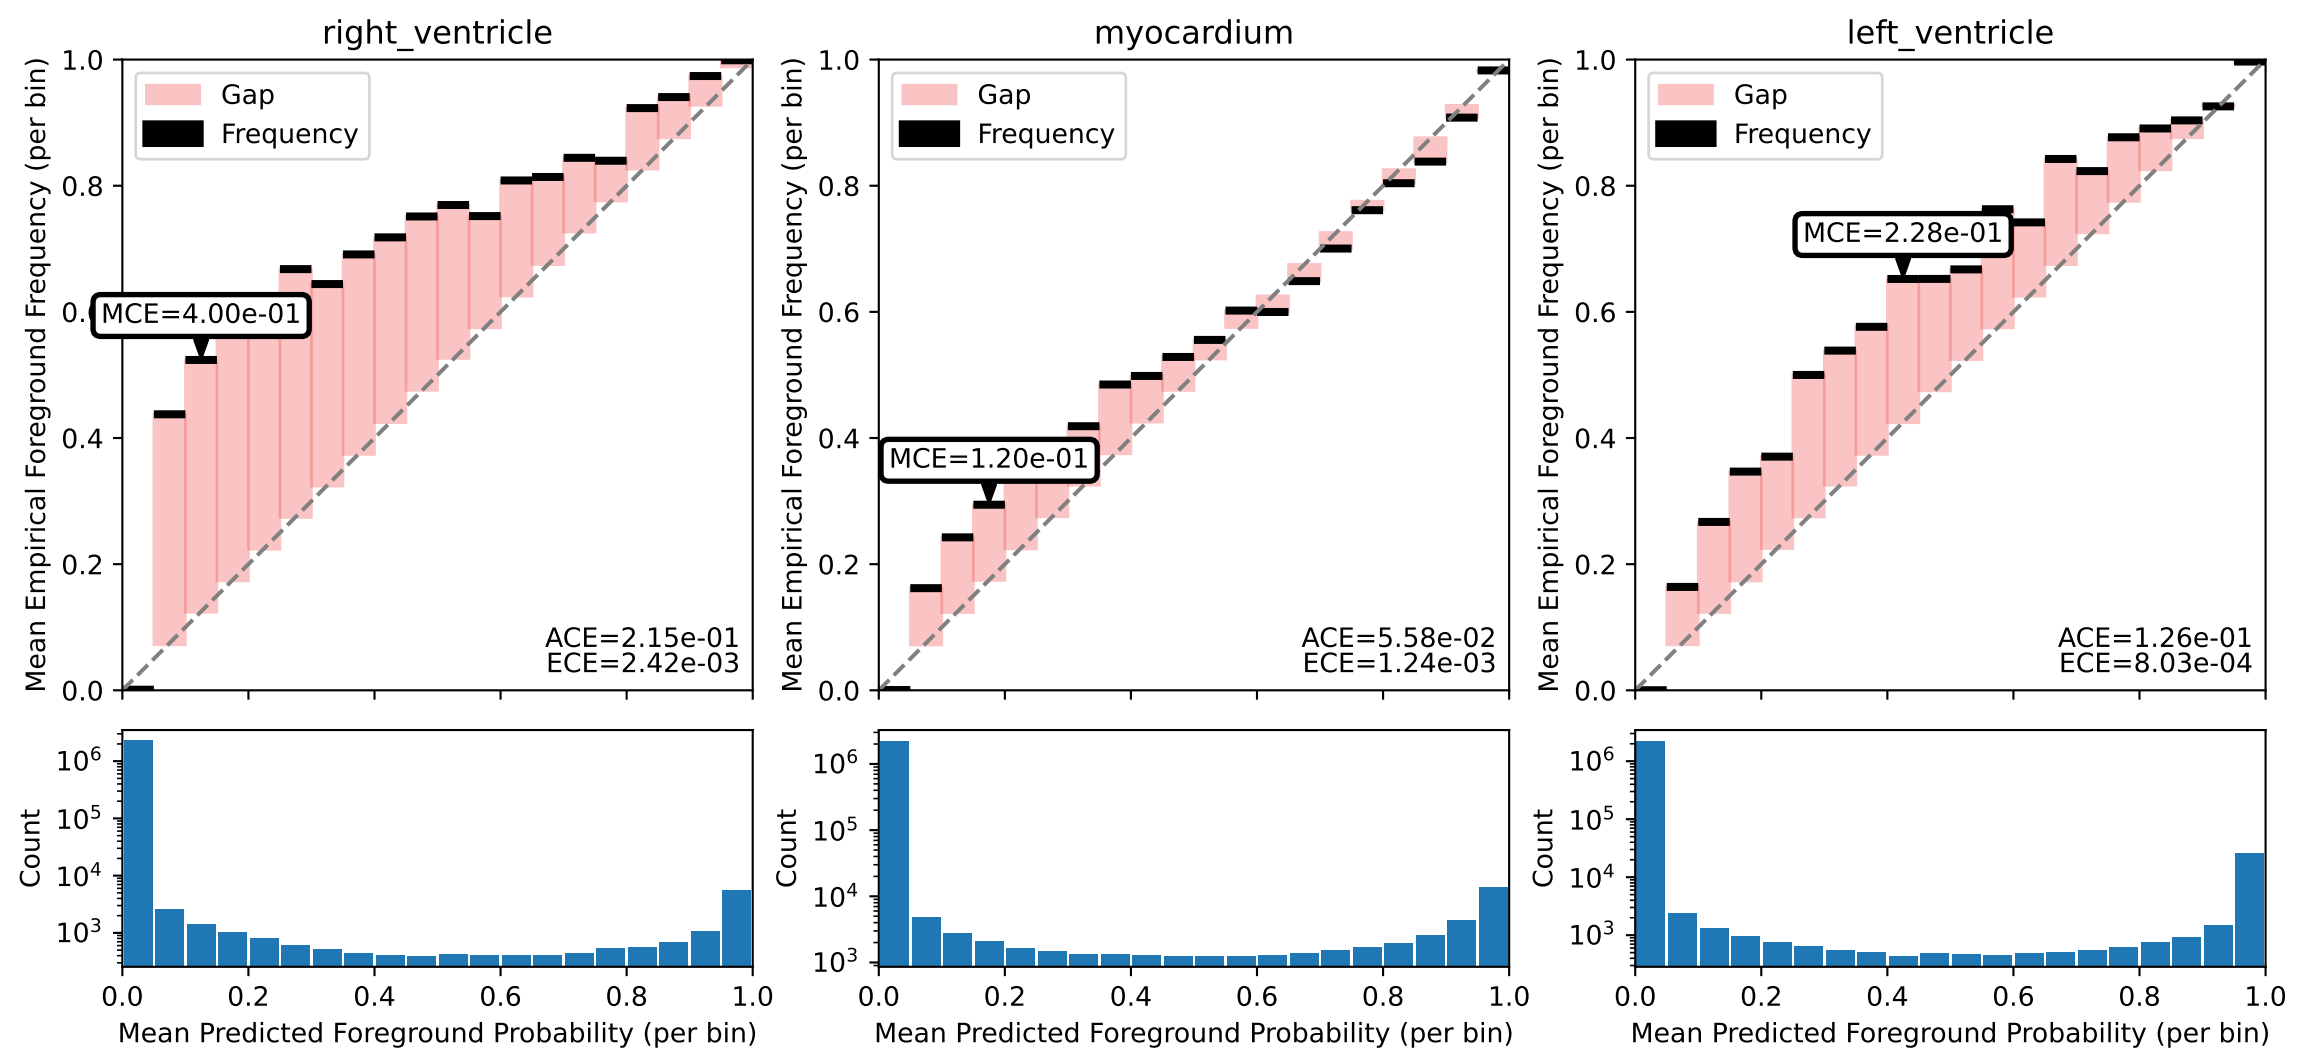 right_ventricle
1.0
0.8
0.4
0.2
0.0
Mean Empirical Foreground Frequency (per bin)
Gap
Frequency
MCE=4.00e-01
ACE=2.15e-01
ECE=2.42e-03
myocardium
1.0
0.8
0.6
0.4
0.2
0.0
Mean Empirical Foreground Frequency (per bin)
Gap
Frequency
MCE=1.20e-01
ACE=5.58e-02
ECE=1.24e-03
left_ventricle
1.0
0.8
0.6
0.4
0.2
0.0
Mean Empirical Foreground Frequency (per bin)
Gap
Frequency
MCE=2.28e-01
ACE=1.26e-01
ECE=8.03e-04
10⁶
10⁵
10⁴
10³
Count
0.0 0.2 0.4 0.6 0.8 1.0
Mean Predicted Foreground Probability (per bin)
10⁶
10⁵
10⁴
10³
Count
0.0 0.2 0.4 0.6 0.8 1.0
Mean Predicted Foreground Probability (per bin)
10⁶
10⁵
10⁴
10³
Count
0.0 0.2 0.4 0.6 0.8 1.0
Mean Predicted Foreground Probability (per bin)